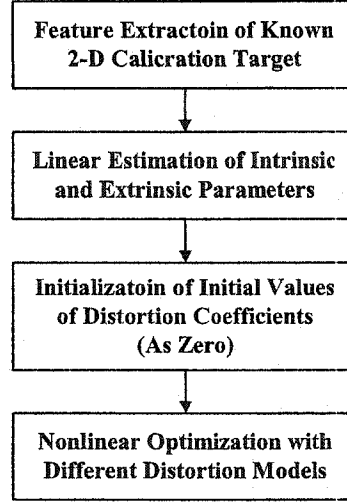 Feature Extractoin of Known
2-D Calicration Target
Linear Estimation of Intrinsic
and Extrinsic Parameters
Initializatoin of Initial Values
of Distortion Coefficients
(As Zero)
Nonlinear Optimization with
Different Distortion Models